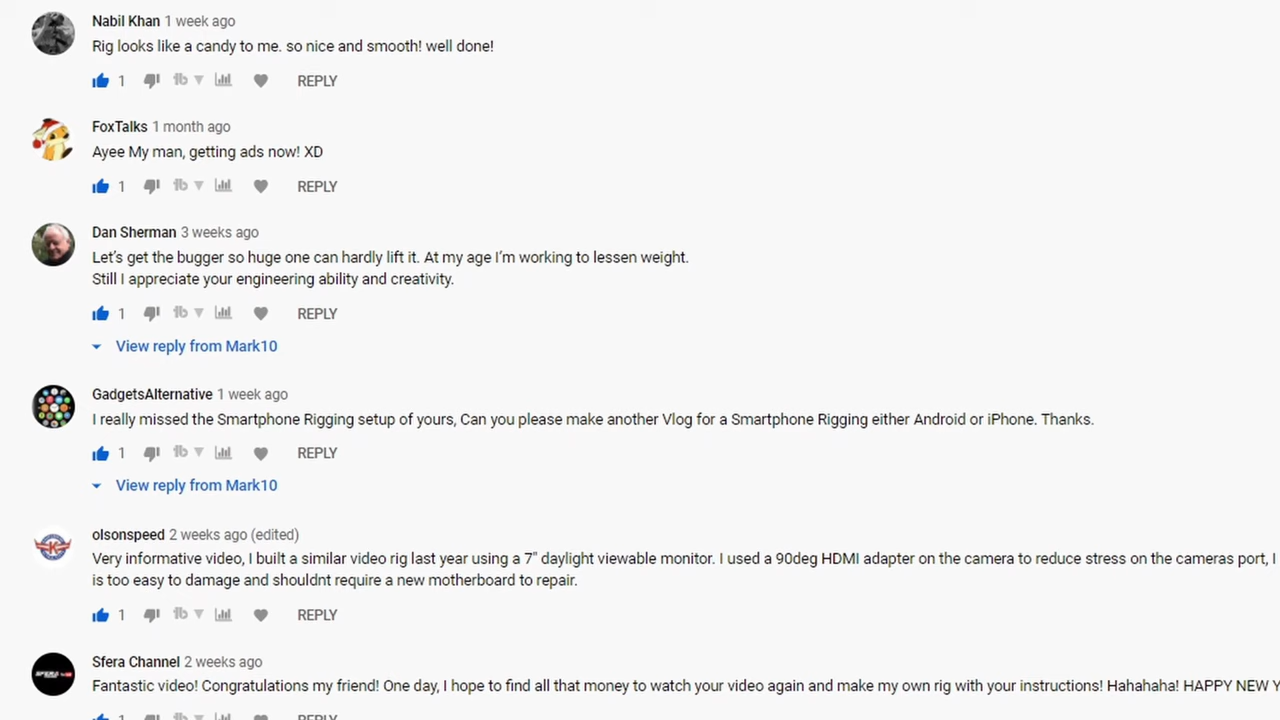 Nabil Khan 1 week ago
Rig looks like a candy to me. so nice and smooth! well done!
1 REPLY
FoxTalks 1 month ago
Ayee My man, getting ads now! XD
1 REPLY
Dan Sherman 3 weeks ago
Let's get the bugger so huge one can hardly lift it. At my age I'm working to lessen weight.
Still I appreciate your engineering ability and creativity.
1 REPLY
View reply from Mark10
GadgetsAlternative 1 week ago
I really missed the Smartphone Rigging setup of yours, Can you please make another Vlog for a Smartphone Rigging either Android or iPhone. Thanks.
1 REPLY
View reply from Mark10
olsonspeed 2 weeks ago (edited)
Very informative video, I built a similar video rig last year using a 7" daylight viewable monitor. I used a 90deg HDMI adapter on the camera to reduce stress on the cameras port, I
is too easy to damage and shouldnt require a new motherboard to repair.
1 REPLY
Sfera Channel 2 weeks ago
Fantastic video! Congratulations my friend! One day, I hope to find all that money to watch your video again and make my own rig with your instructions! Hahahaha! HAPPY NEW Y
1 REPLY